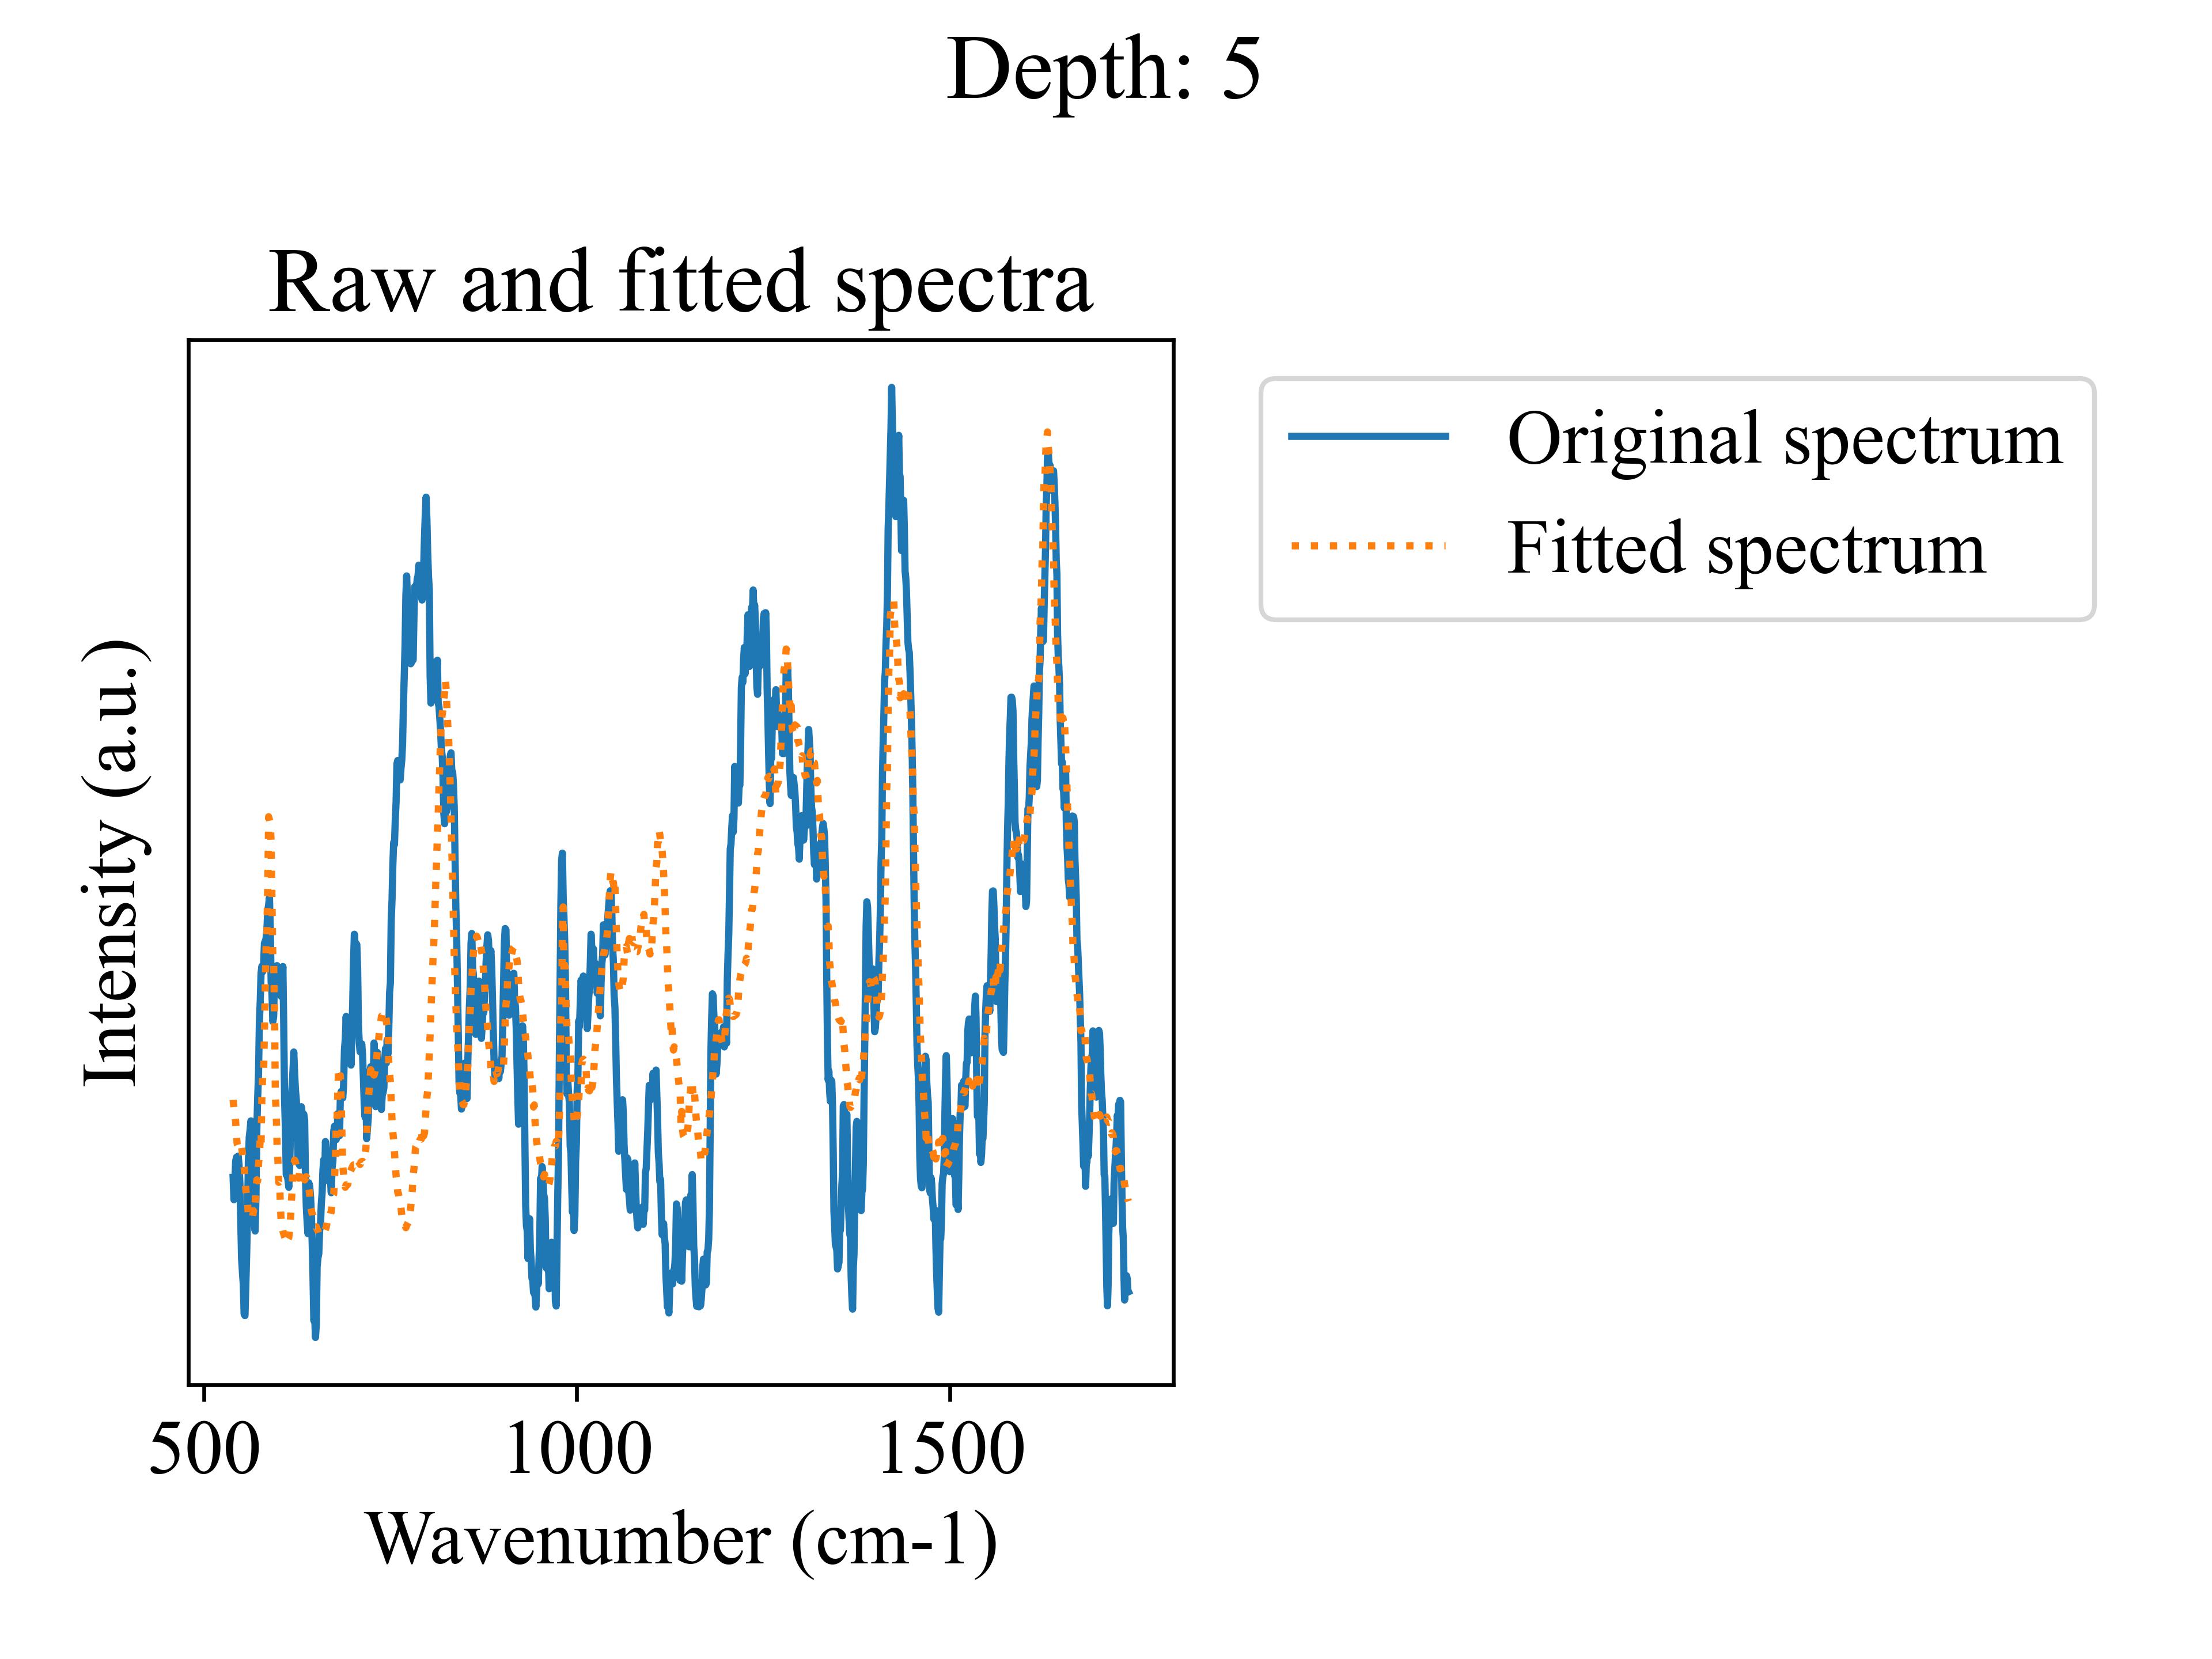 Depth: 5
Raw and fitted spectra
Original spectrum
Fitted spectrum
Intensity (a.u.)
500 1000 1500
Wavenumber (cm-1)